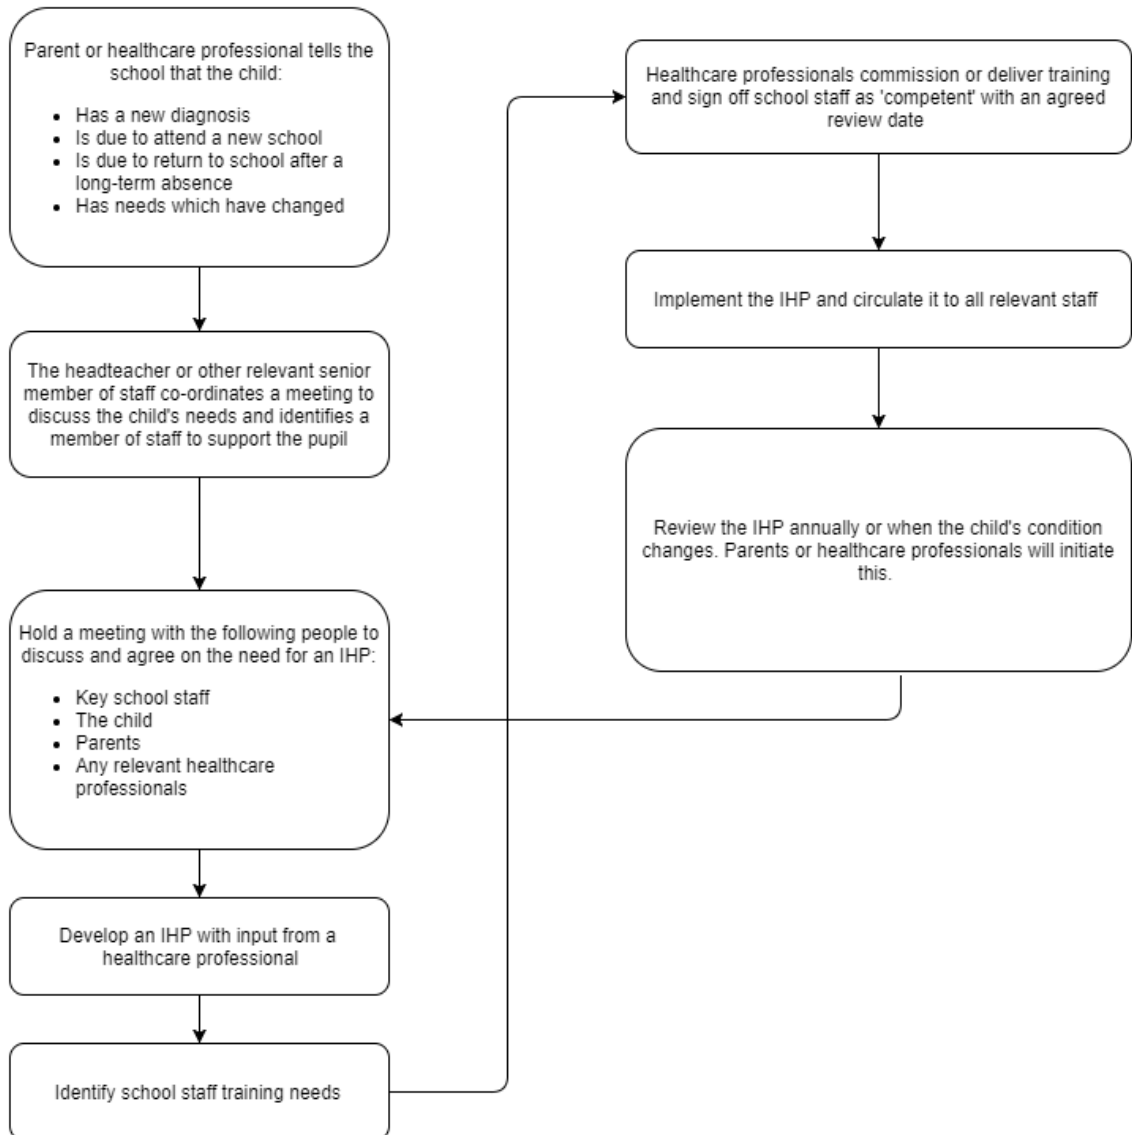 Parent or healthcare professional tells the
school that the child:
• Has a new diagnosis
• Is due to attend a new school
• Is due to return to school after a
long-term absence
• Has needs which have changed
The headteacher or other relevant senior
member of staff co-ordinates a meeting to
discuss the child's needs and identifies a
member of staff to support the pupil
Hold a meeting with the following people to
discuss and agree on the need for an IHP:
• Key school staff
• The child
• Parents
• Any relevant healthcare
professionals
Develop an IHP with input from a
healthcare professional
Identify school staff training needs
Healthcare professionals commission or deliver training
and sign off school staff as 'competent' with an agreed
review date
Implement the IHP and circulate it to all relevant staff
Review the IHP annually or when the child's condition
changes. Parents or healthcare professionals will initiate
this.